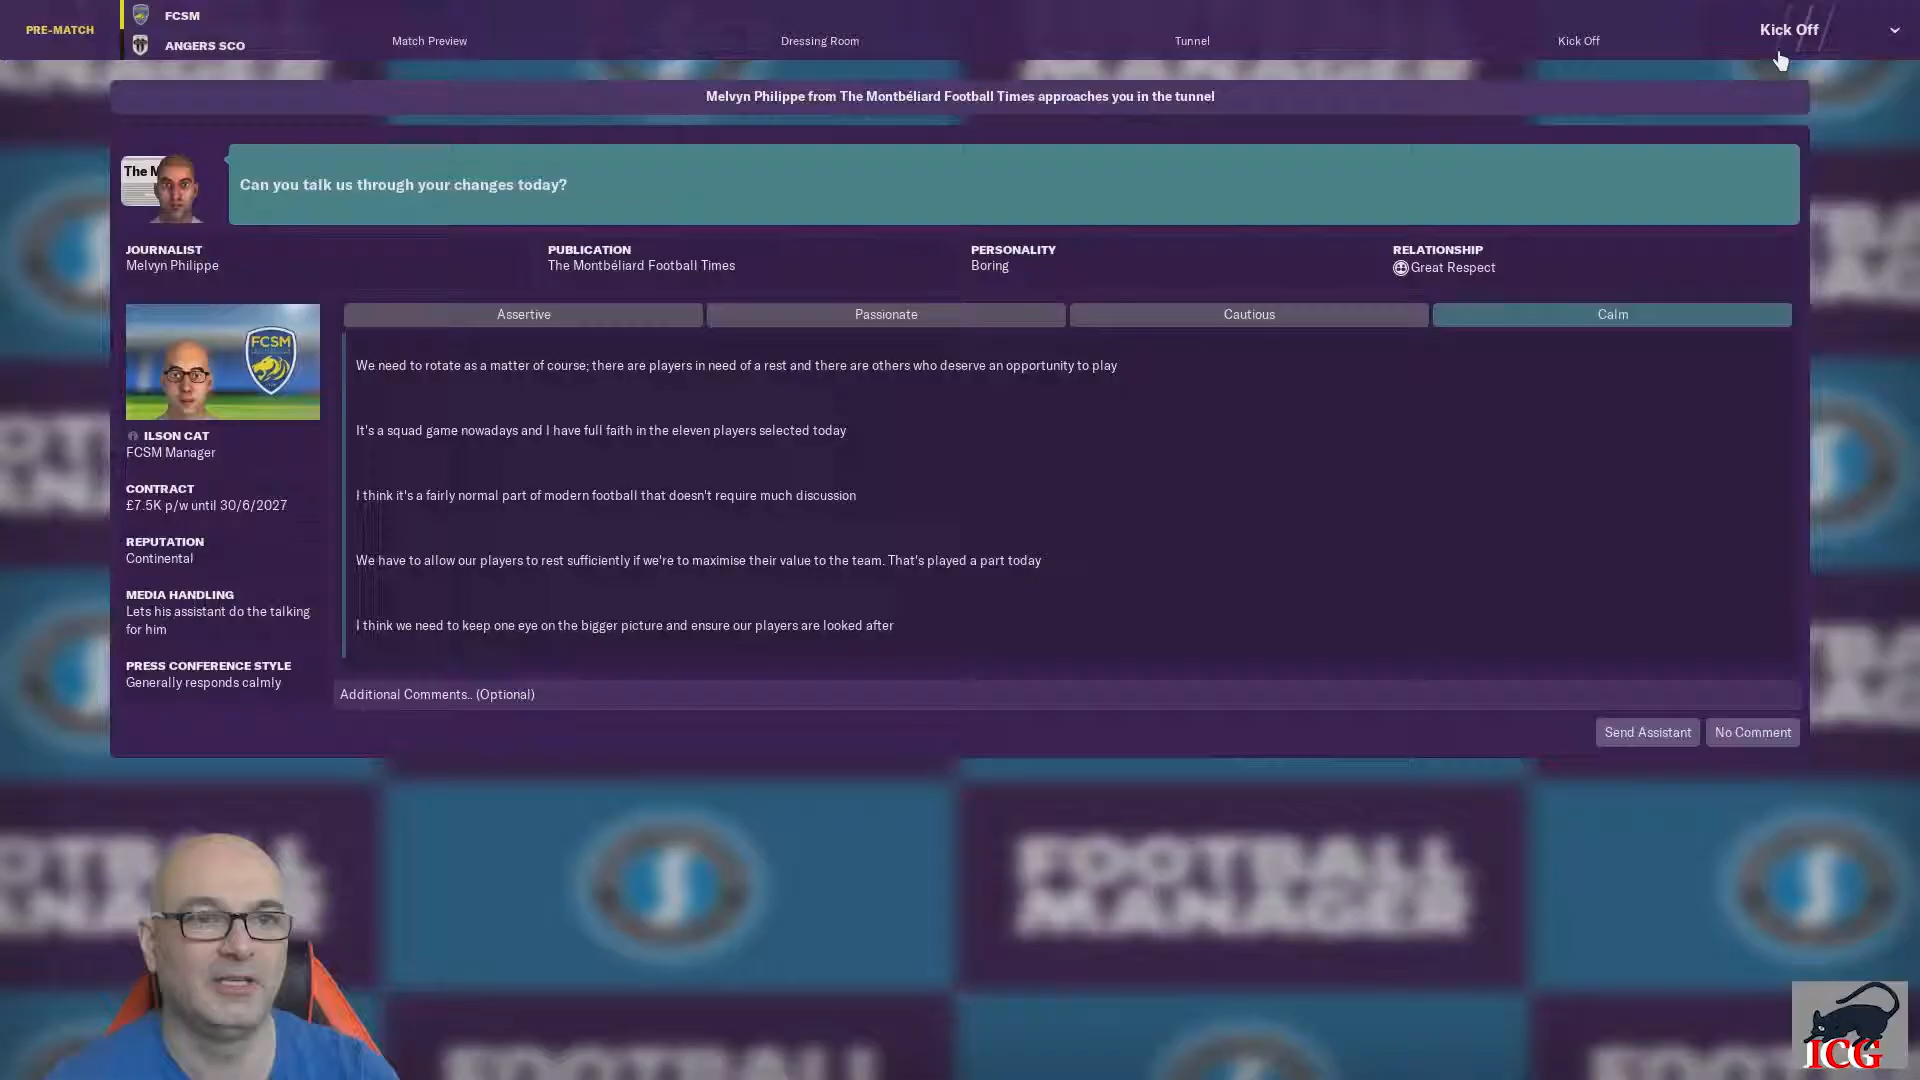 PRE-MATCH
FCSM
ANGERS SCO
Match Preview
Dressing Room
Tunnel
Kick Off
Kick Off
Melvyn Philippe from The Montbéliard Football Times approaches you in the tunnel
The M
Can you talk us through your changes today?
JOURNALIST
Melvyn Philippe
PUBLICATION
The Montbéliard Football Times
PERSONALITY
Boring
RELATIONSHIP
Great Respect
FCSM
Assertive
Passionate
Cautious
Calm
We need to rotate as a matter of course; there are players in need of a rest and there are others who deserve an opportunity to play
It's a squad game nowadays and I have full faith in the eleven players selected today
I think it's a fairly normal part of modern football that doesn't require much discussion
We have to allow our players to rest sufficiently if we're to maximise their value to the team. That's played a part today
I think we need to keep one eye on the bigger picture and ensure our players are looked after
ILSON CAT
FCSM Manager
CONTRACT
£7.5K p/w until 30/6/2027
REPUTATION
Continental
MEDIA HANDLING
Lets his assistant do the talking
for him
PRESS CONFERENCE STYLE
Generally responds calmly
Additional Comments.. (Optional)
Send Assistant
No Comment
FOOTBALL
MANAGER
ICG